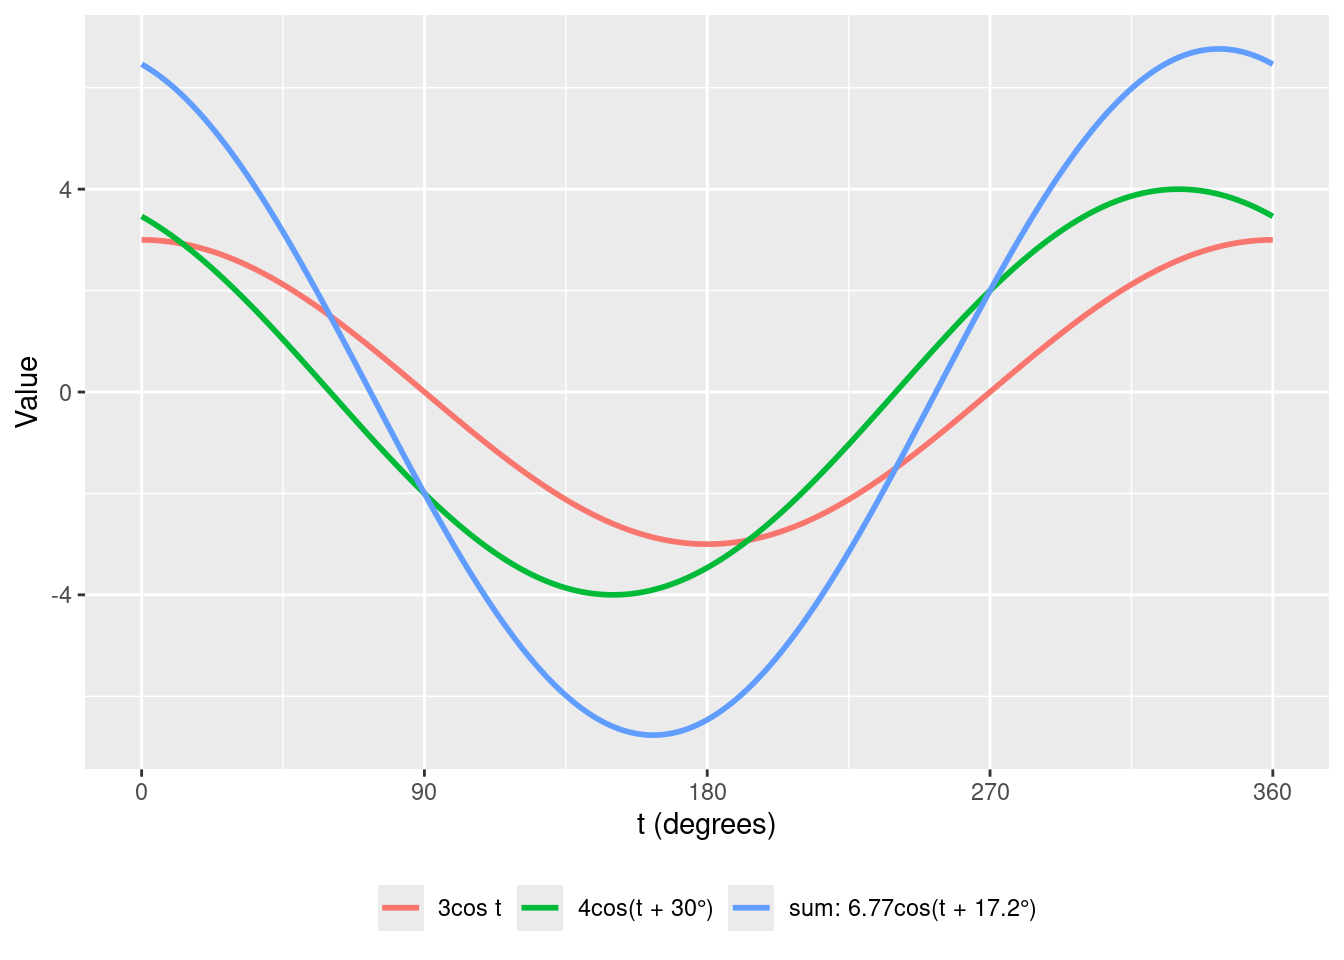 4
0
-4
Value
0 90 180 270 360
t (degrees)
3cos t 4cos(t + 30°) sum: 6.77cos(t + 17.2°)